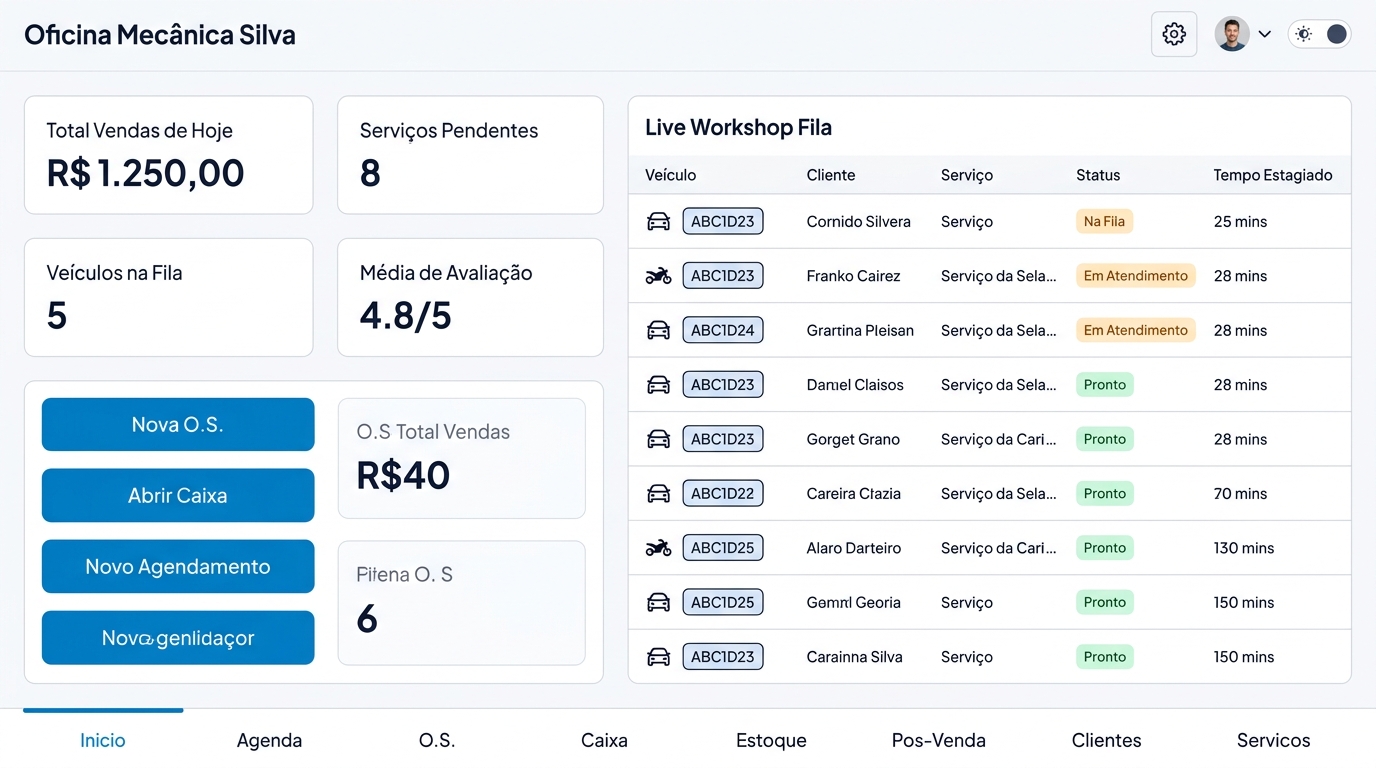 Oficina Mecânica Silva
Total Vendas de Hoje
R$ 1.250,00
Serviços Pendentes
8
Veículos na Fila
5
Média de Avaliação
4.8/5
Nova O.S.
Abrir Caixa
Novo Agendamento
O.S Total Vendas
R$40
O. S
6
Live Workshop Fila
Veículo Cliente Serviço Status Tempo Estagiado
ABC1D23 Cornido Silvera Serviço Na Fila 25 mins
ABC1D23 Franko Cairez Serviço da Sela... Em Atendimento 28 mins
ABC1D24 Grartina Pleisan Serviço da Sela... Em Atendimento 28 mins
ABC1D23 Claisos Serviço da Sela... Pronto 28 mins
ABC1D23 Gorget Grano Serviço da Cari... Pronto 28 mins
ABC1D22 Careira Serviço da Sela... Pronto 70 mins
ABC1D25 Alaro Darteiro Serviço da Cari... Pronto 130 mins
ABC1D25 Georia Serviço Pronto 150 mins
ABC1D23 Carainna Silva Serviço Pronto 150 mins
Inicio Agenda O.S. Caixa Estoque Pos-Venda Clientes Servicos